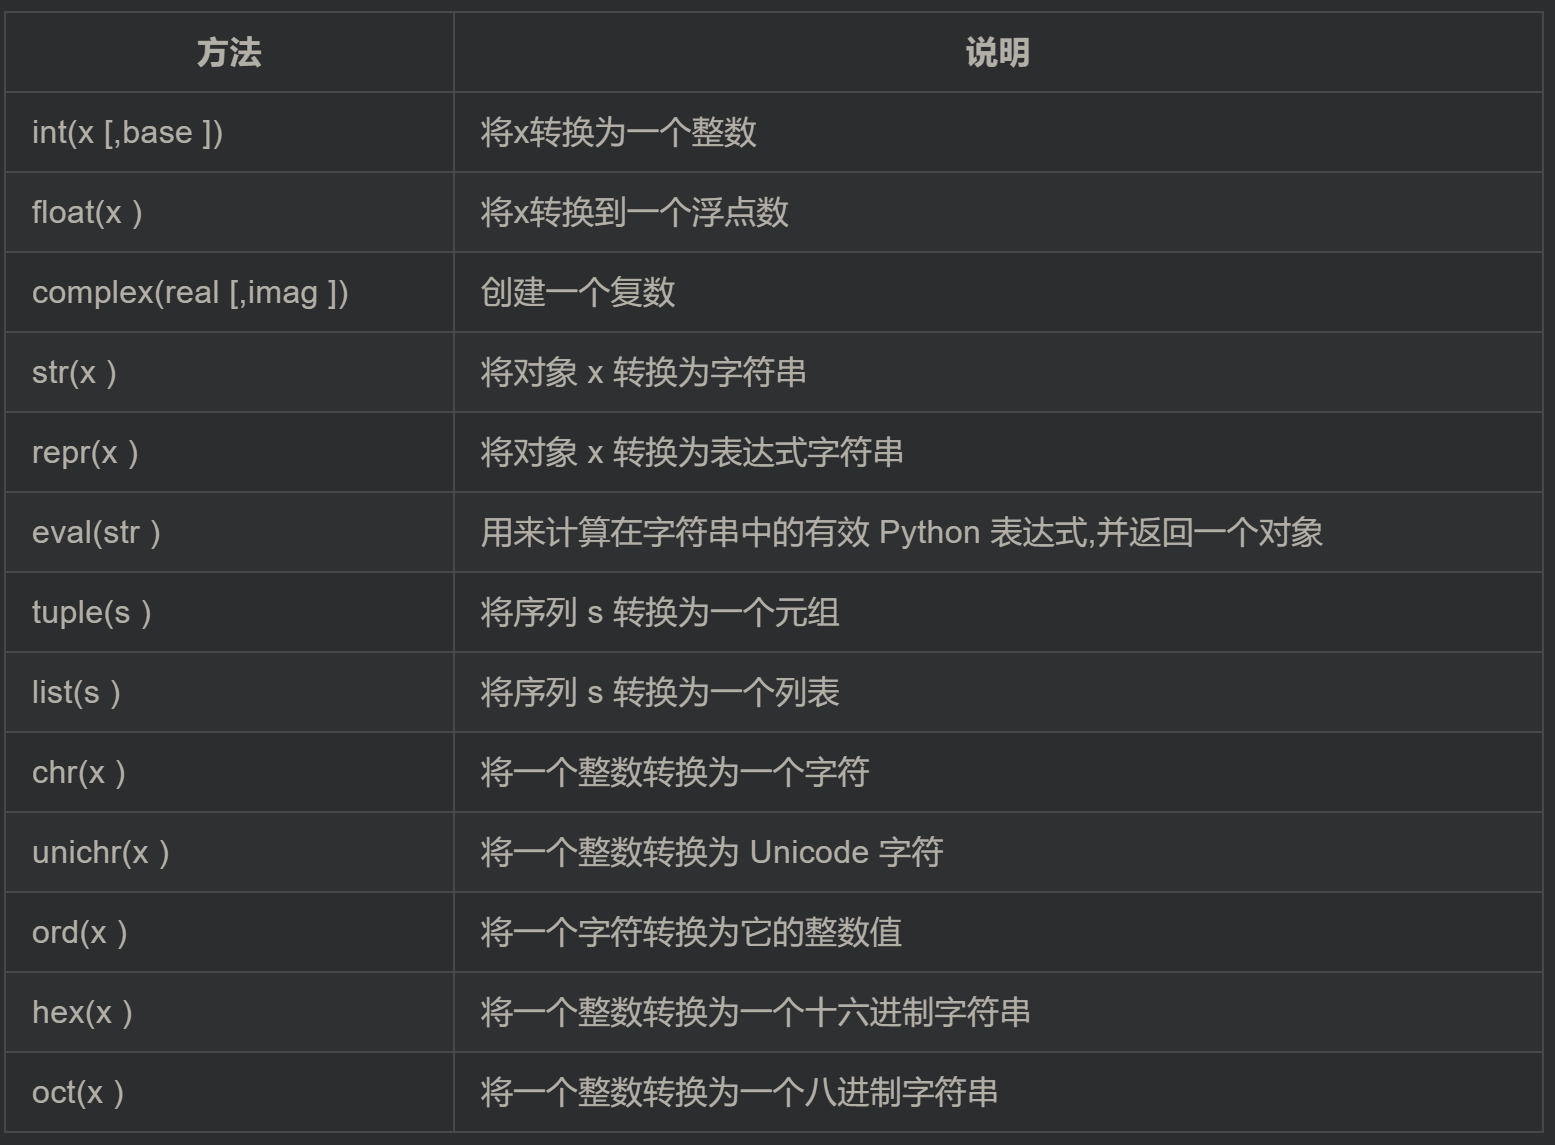 方法 说明
int(x [,base ]) 将x转换为一个整数
float(x ) 将x转换到一个浮点数
complex(real [,imag ]) 创建一个复数
str(x ) 将对象 x 转换为字符串
repr(x ) 将对象 x 转换为表达式字符串
eval(str ) 用来计算在字符串中的有效 Python 表达式,并返回一个对象
tuple(s ) 将序列 s 转换为一个元组
list(s ) 将序列 s 转换为一个列表
chr(x ) 将一个整数转换为一个字符
unichr(x ) 将一个整数转换为 Unicode 字符
ord(x ) 将一个字符转换为它的整数值
hex(x ) 将一个整数转换为一个十六进制字符串
oct(x ) 将一个整数转换为一个八进制字符串